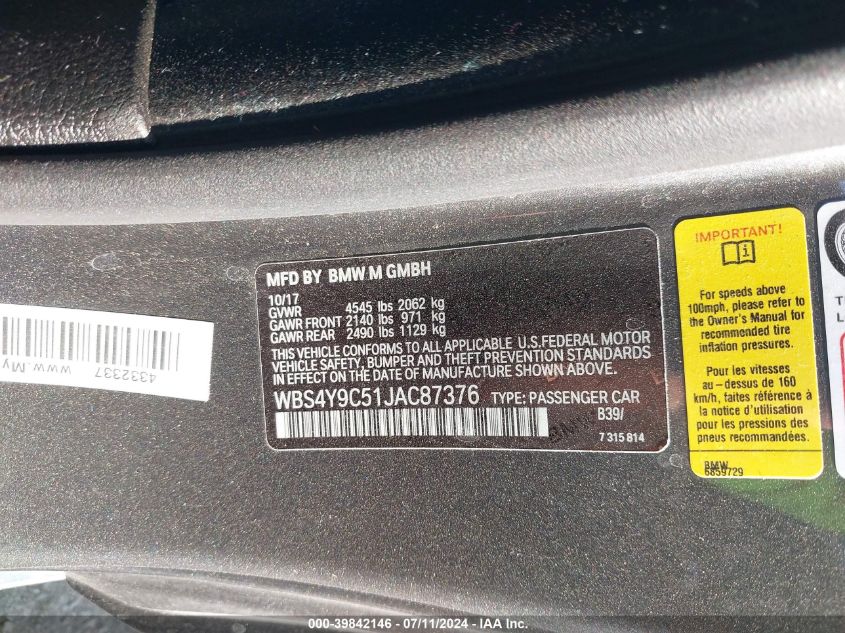 MFD BY BMW M GMBH
10/17
GVWR 4545 lbs 2062 kg
GAWR FRONT 2140 lbs 971 kg
GAWR REAR 2490 lbs 1129 kg
THIS VEHICLE CONFORMS TO ALL APPLICABLE U.S.FEDERAL MOTOR
VEHICLE SAFETY, BUMPER AND THEFT PREVENTION STANDARDS
IN EFFECT ON THE DATE OF MANUFACTURE SHOWN ABOVE.
WBS4Y9C51JAC87376 TYPE: PASSENGER CAR
B39/
7 315 814
IMPORTANT!
For speeds above
100mph, please refer to
the Owner's Manual for
recommended tire
inflation pressures.
Pour les vitesses
au-dessus de 160
km/h, faites référence à
la notice d'utilisation
pour les pressions des
pneus recommandées.
BMW
6859729
4332337
www.My
000-39842146 - 07/11/2024 - IAA Inc.